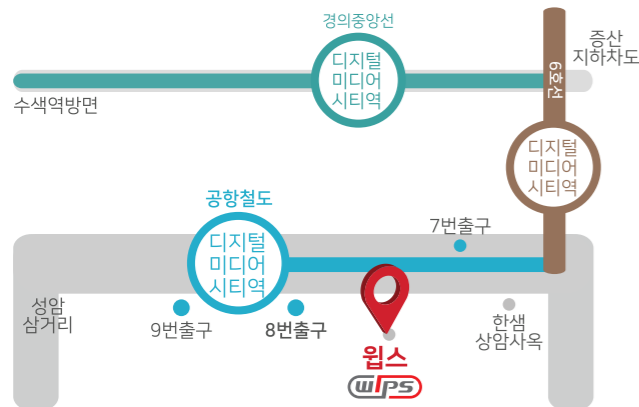 경의중앙선
디지털
미디어
시티역
6호선
증산
지하차도
수색역방면
디지털
미디어
시티역
공항철도
디지털
미디어
시티역
7번출구
성암
삼거리
9번출구
8번출구
한샘
상암사옥
윕스
wips